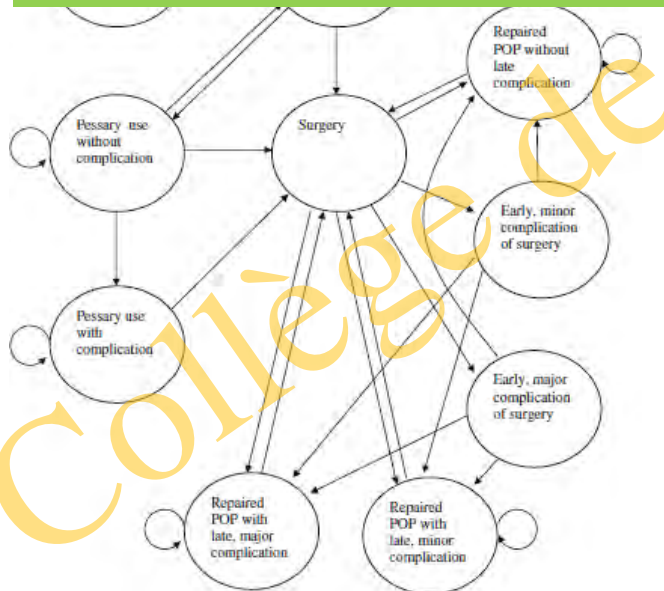 Repaired
POP without
late
complication
Pessary use
without
complication
Surgery
Early, minor
complication
of surgery
Pessary use
with
complication
Early, major
complication
of surgery
Repaired
POP with
late, major
complication
Repaired
POP with
late, minor
complication
Collège de